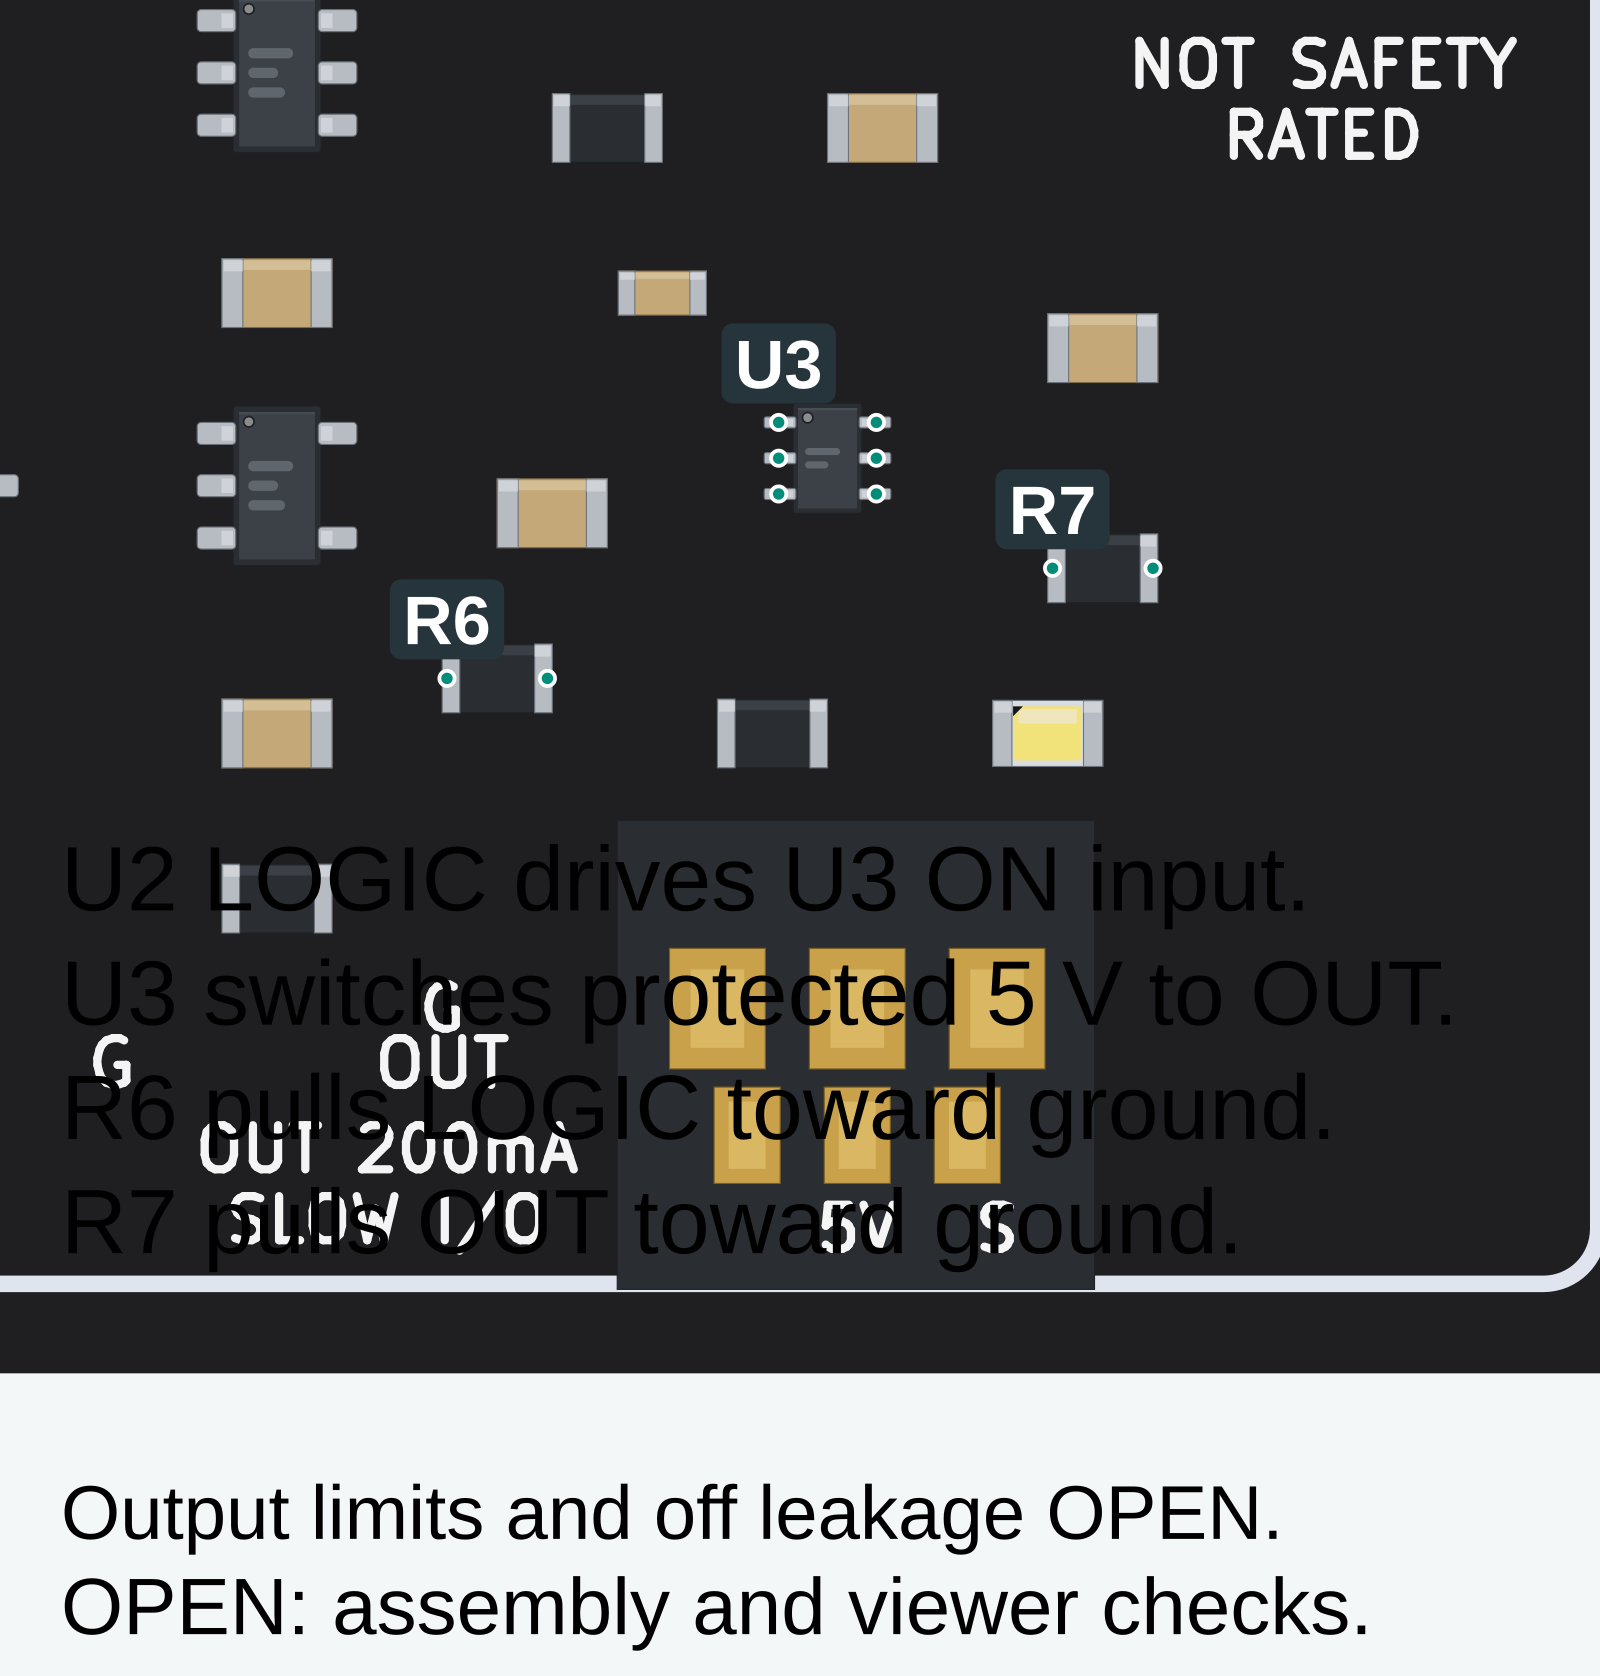 NOT SAFETY
RATED
U3
R7
R6
U2 LOGIC drives U3 ON input.
U3 switches protected 5 V to OUT.
G
G
OUT
R6 pulls LOGIC toward ground.
OUT 200mA
R7 pulls OUT toward ground.
SLOW I/O
5V S
Output limits and off leakage OPEN.
OPEN: assembly and viewer checks.